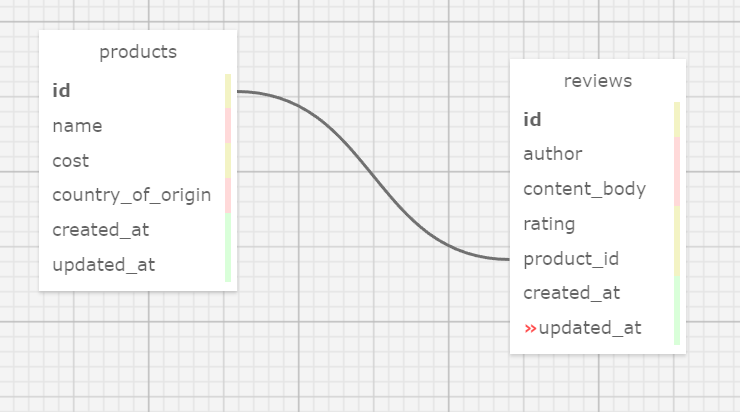 products
id
name
cost
country_of_origin
created_at
updated_at
reviews
id
author
content_body
rating
product_id
created_at
»updated_at